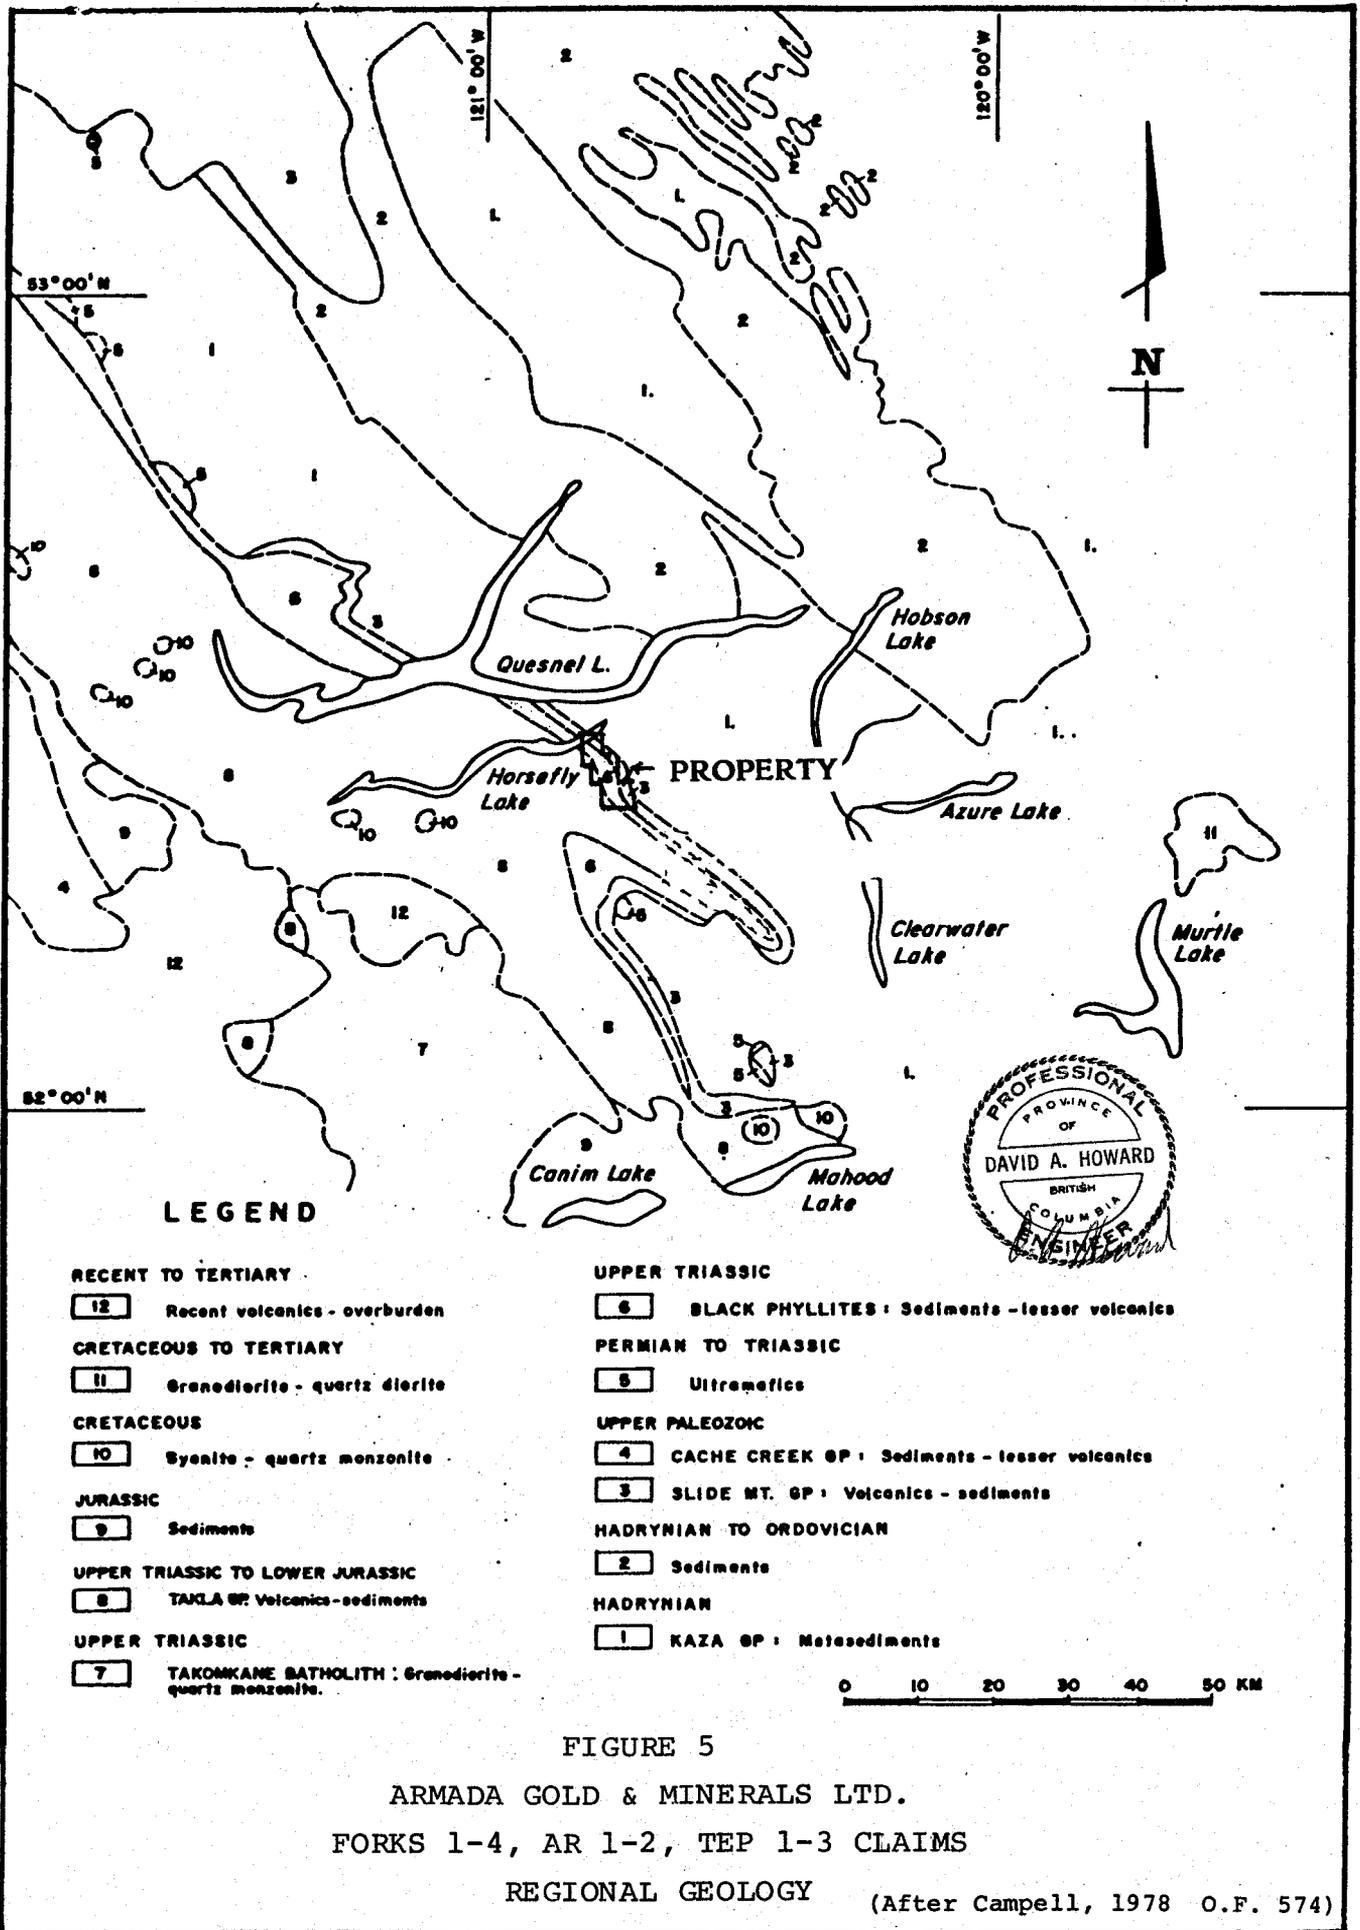 121° 00' W
120° 00' W
53° 00' N
N
Hobson
Lake
Quesnel L.
PROPERTY
Horsefly
Lake
Azure Lake
Clearwater
Lake
Murtle
Lake
52° 00' N
Canim Lake
Mahood
Lake
PROFESSIONAL
PROVINCE
OF
DAVID A. HOWARD
BRITISH
COLUMBIA
ENGINEER
LEGEND
RECENT TO TERTIARY
12 Recent volcanics - overburden
CRETACEOUS TO TERTIARY
11 Granodiorite - quartz diorite
CRETACEOUS
10 Syenite - quartz monzonite
JURASSIC
9 Sediments
UPPER TRIASSIC TO LOWER JURASSIC
8 TAKLA GP. Volcanics-sediments
UPPER TRIASSIC
7 TAKOMKANE BATHOLITH : Granodiorite -
quartz monzonite.
UPPER TRIASSIC
6 BLACK PHYLLITES : Sediments - lesser volcanics
PERMIAN TO TRIASSIC
5 Ultramafics
UPPER PALEOZOIC
4 CACHE CREEK GP : Sediments - lesser volcanics
3 SLIDE MT. GP : Volcanics - sediments
HADRYNIAN TO ORDOVICIAN
2 Sediments
HADRYNIAN
1 KAZA GP : Metasediments
0 10 20 30 40 50 KM
FIGURE 5
ARMADA GOLD & MINERALS LTD.
FORKS 1-4, AR 1-2, TEP 1-3 CLAIMS
REGIONAL GEOLOGY
(After Campell, 1978 O.F. 574)